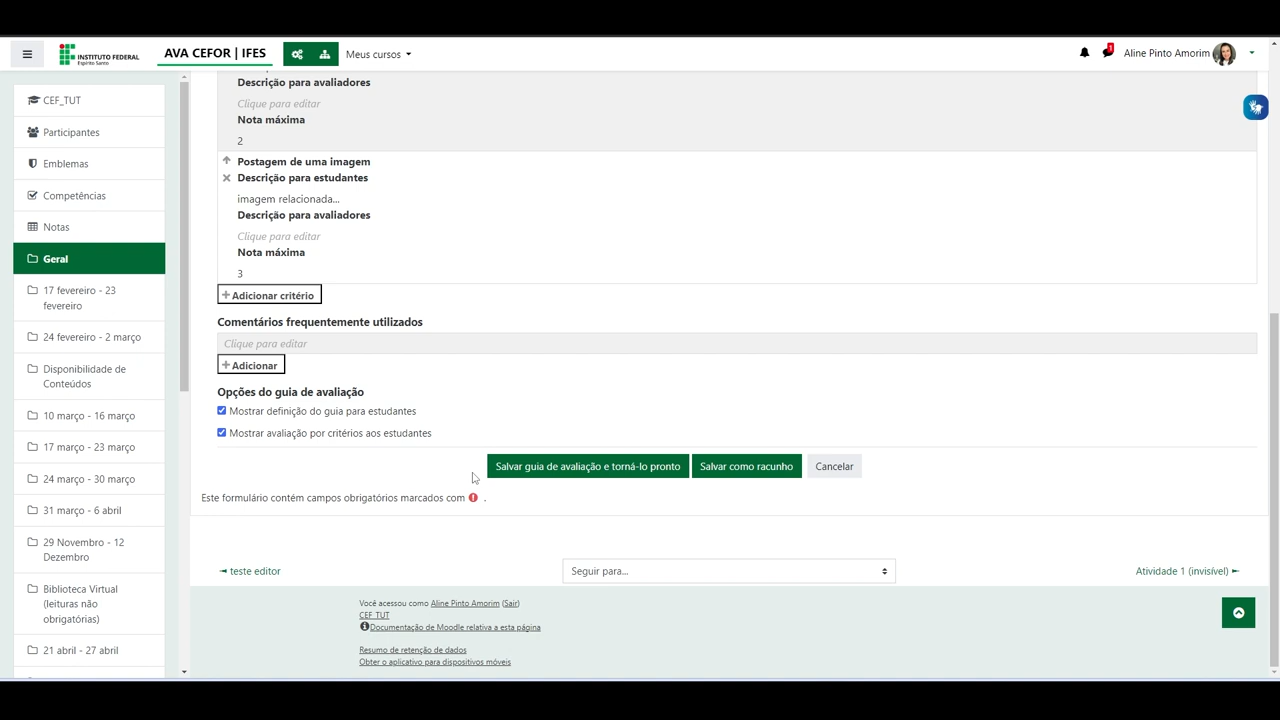 INSTITUTO FEDERAL
Espírito Santo
AVA CEFOR | IFES
Meus cursos
1
Aline Pinto Amorim
CEF_TUT
Participantes
Emblemas
Competências
Notas
Geral
17 fevereiro - 23
fevereiro
24 fevereiro - 2 março
Disponibilidade de
Conteúdos
10 março - 16 março
17 março - 23 março
24 março - 30 março
31 março - 6 abril
29 Novembro - 12
Dezembro
Biblioteca Virtual
(leituras não
obrigatórias)
21 abril - 27 abril
Descrição para avaliadores
Clique para editar
Nota máxima
2
Postagem de uma imagem
Descrição para estudantes
imagem relacionada...
Descrição para avaliadores
Clique para editar
Nota máxima
3
+Adicionar critério
Comentários frequentemente utilizados
Clique para editar
+Adicionar
Opções do guia de avaliação
Mostrar definição do guia para estudantes
Mostrar avaliação por critérios aos estudantes
Salvar guia de avaliação e torná-lo pronto
Salvar como racunho
Cancelar
Este formulário contém campos obrigatórios marcados com .
◄ teste editor
Seguir para...
Atividade 1 (invisível) ►
Você acessou como Aline Pinto Amorim (Sair)
CEF_TUT
Documentação de Moodle relativa a esta página
Resumo de retenção de dados
Obter o aplicativo para dispositivos móveis